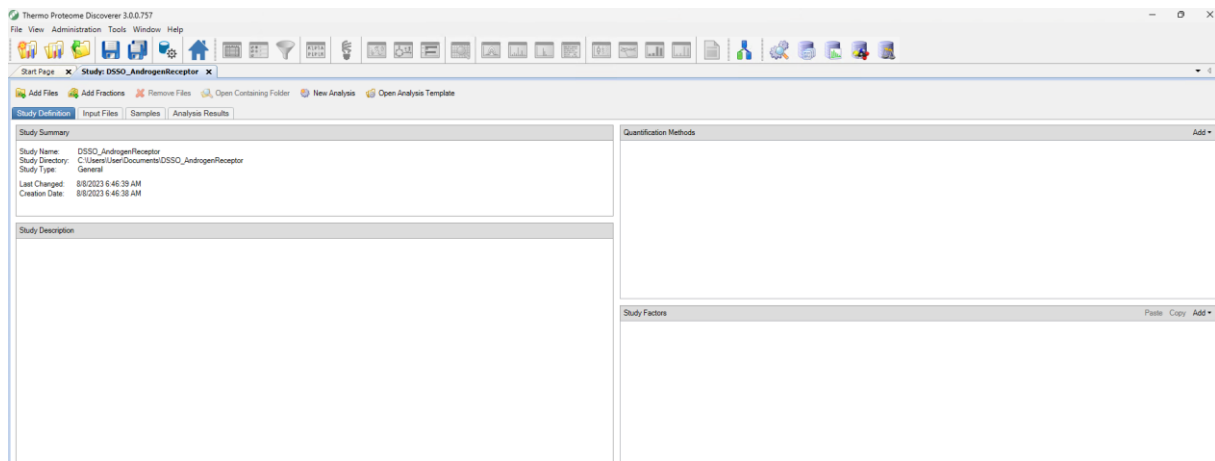 Thermo Proteome Discoverer 3.0.0.757
File View Administration Tools Window Help
Start Page Study: DSSO_AndrogenReceptor
Add Files Add Fractions Remove Files Open Containing Folder New Analysis Open Analysis Template
Study Definition Input Files Samples Analysis Results
Study Summary
Study Name: DSSO_AndrogenReceptor
Study Directory: C:\Users\User\Documents\DSSO_AndrogenReceptor
Study Type: General
Last Changed: 8/8/2023 6:46:39 AM
Creation Date: 8/8/2023 6:46:38 AM
Study Description
Quantification Methods Add
Study Factors Paste Copy Add